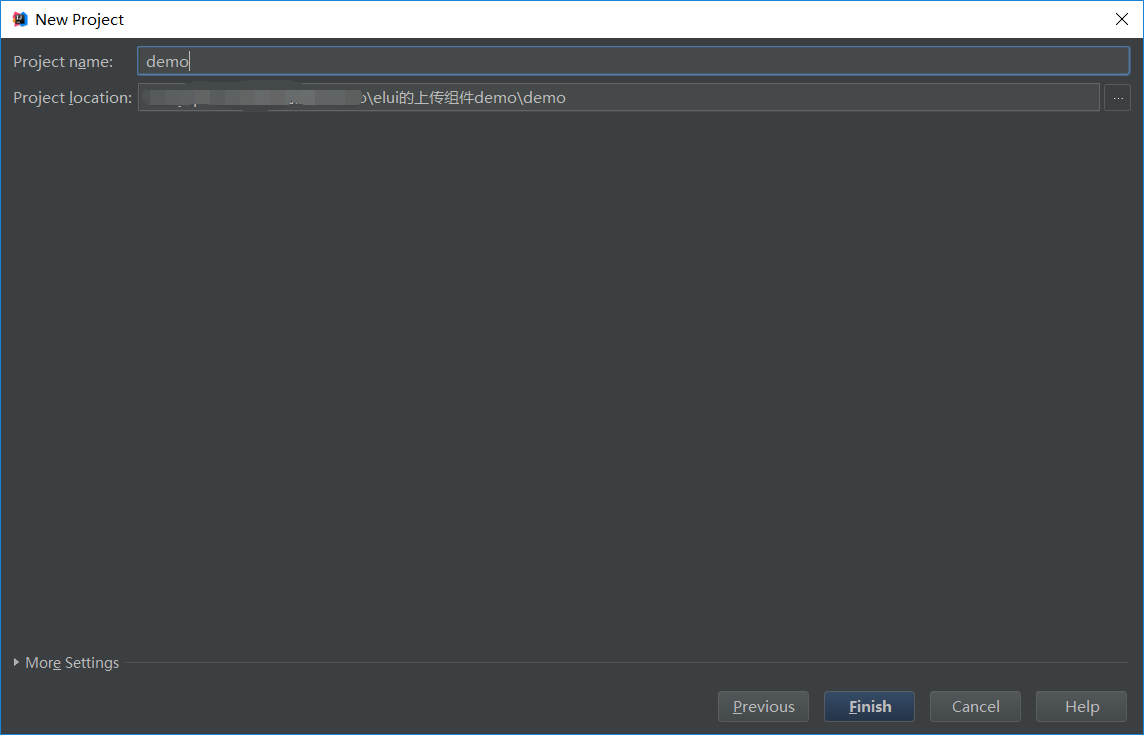 New Project
Project name: demo
Project location: \elui的上传组件demo\demo ...
More Settings
Previous Finish Cancel Help